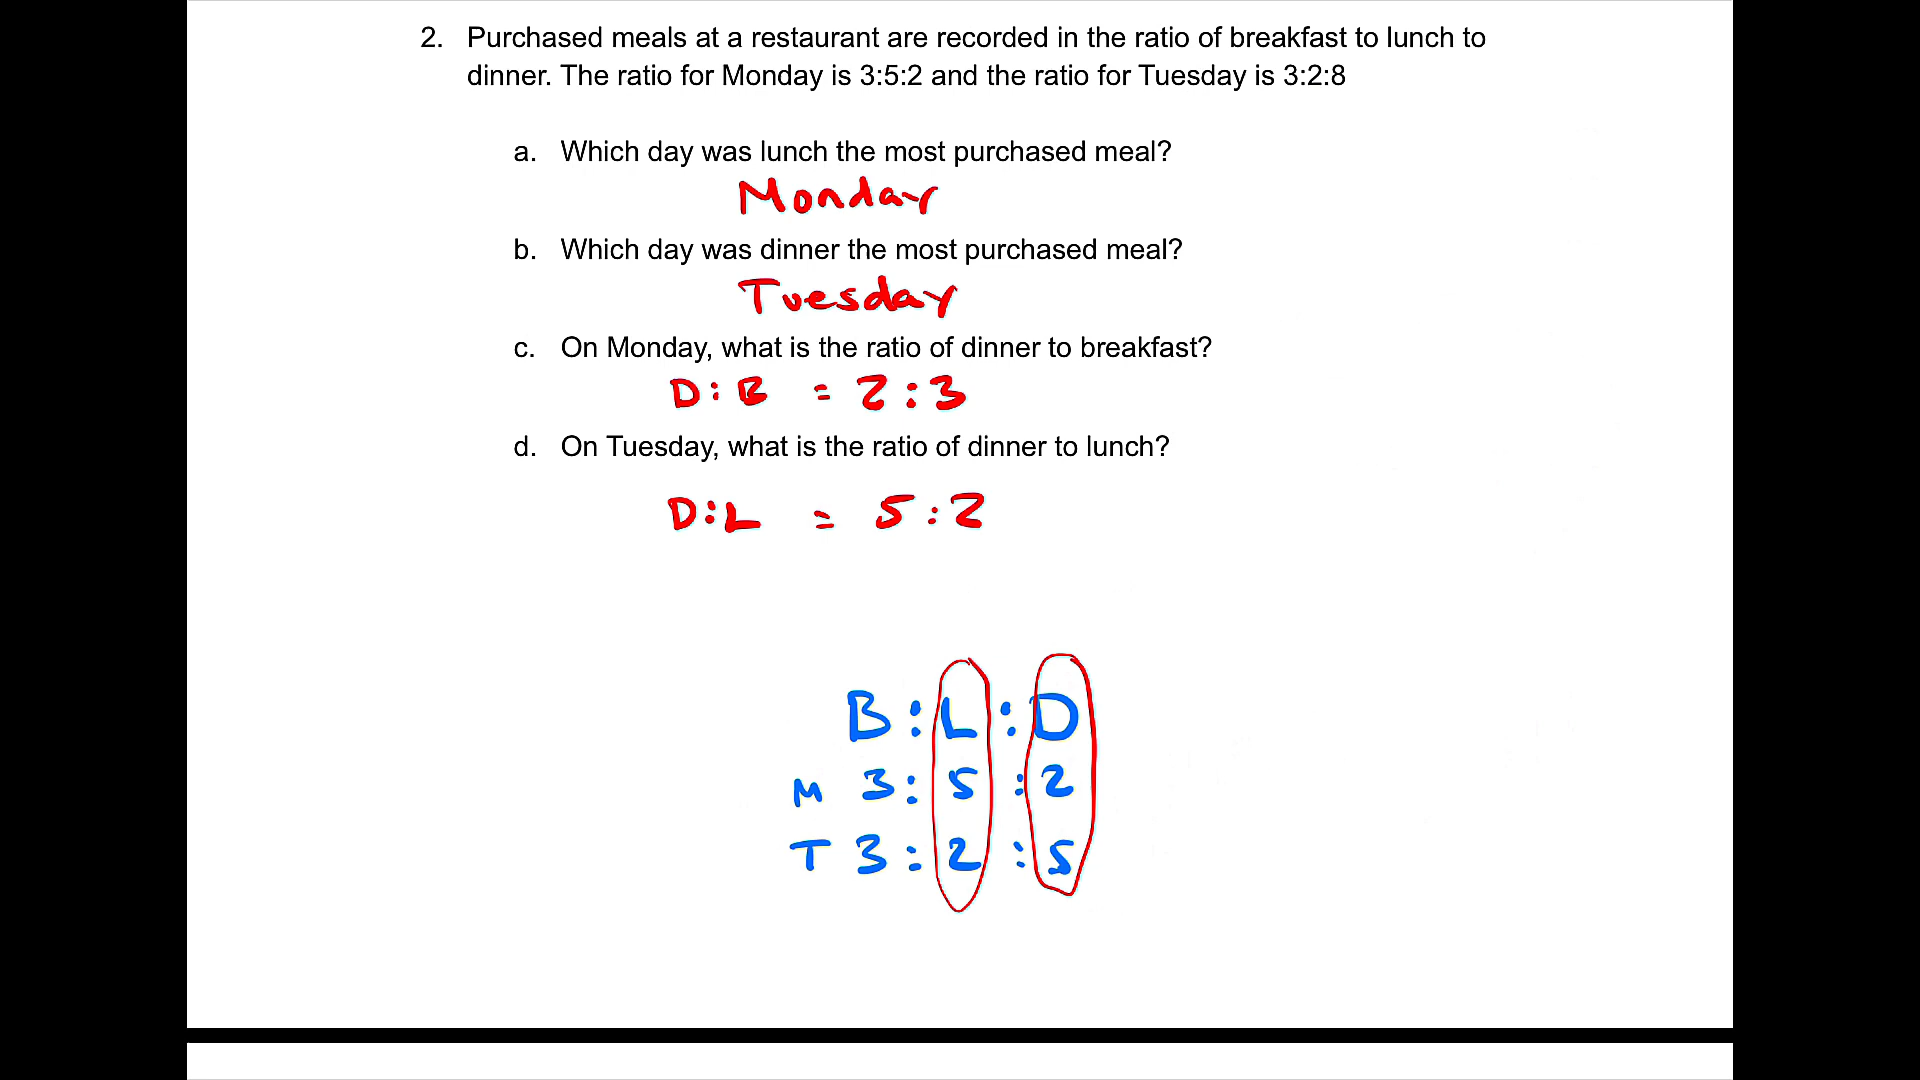 2. Purchased meals at a restaurant are recorded in the ratio of breakfast to lunch to
dinner. The ratio for Monday is 3:5:2 and the ratio for Tuesday is 3:2:8
a. Which day was lunch the most purchased meal?
Monday
b. Which day was dinner the most purchased meal?
Tuesday
c. On Monday, what is the ratio of dinner to breakfast?
D:B = 2:3
d. On Tuesday, what is the ratio of dinner to lunch?
D:L = 5:2
B:L:D
M 3:5:2
T 3:2:5